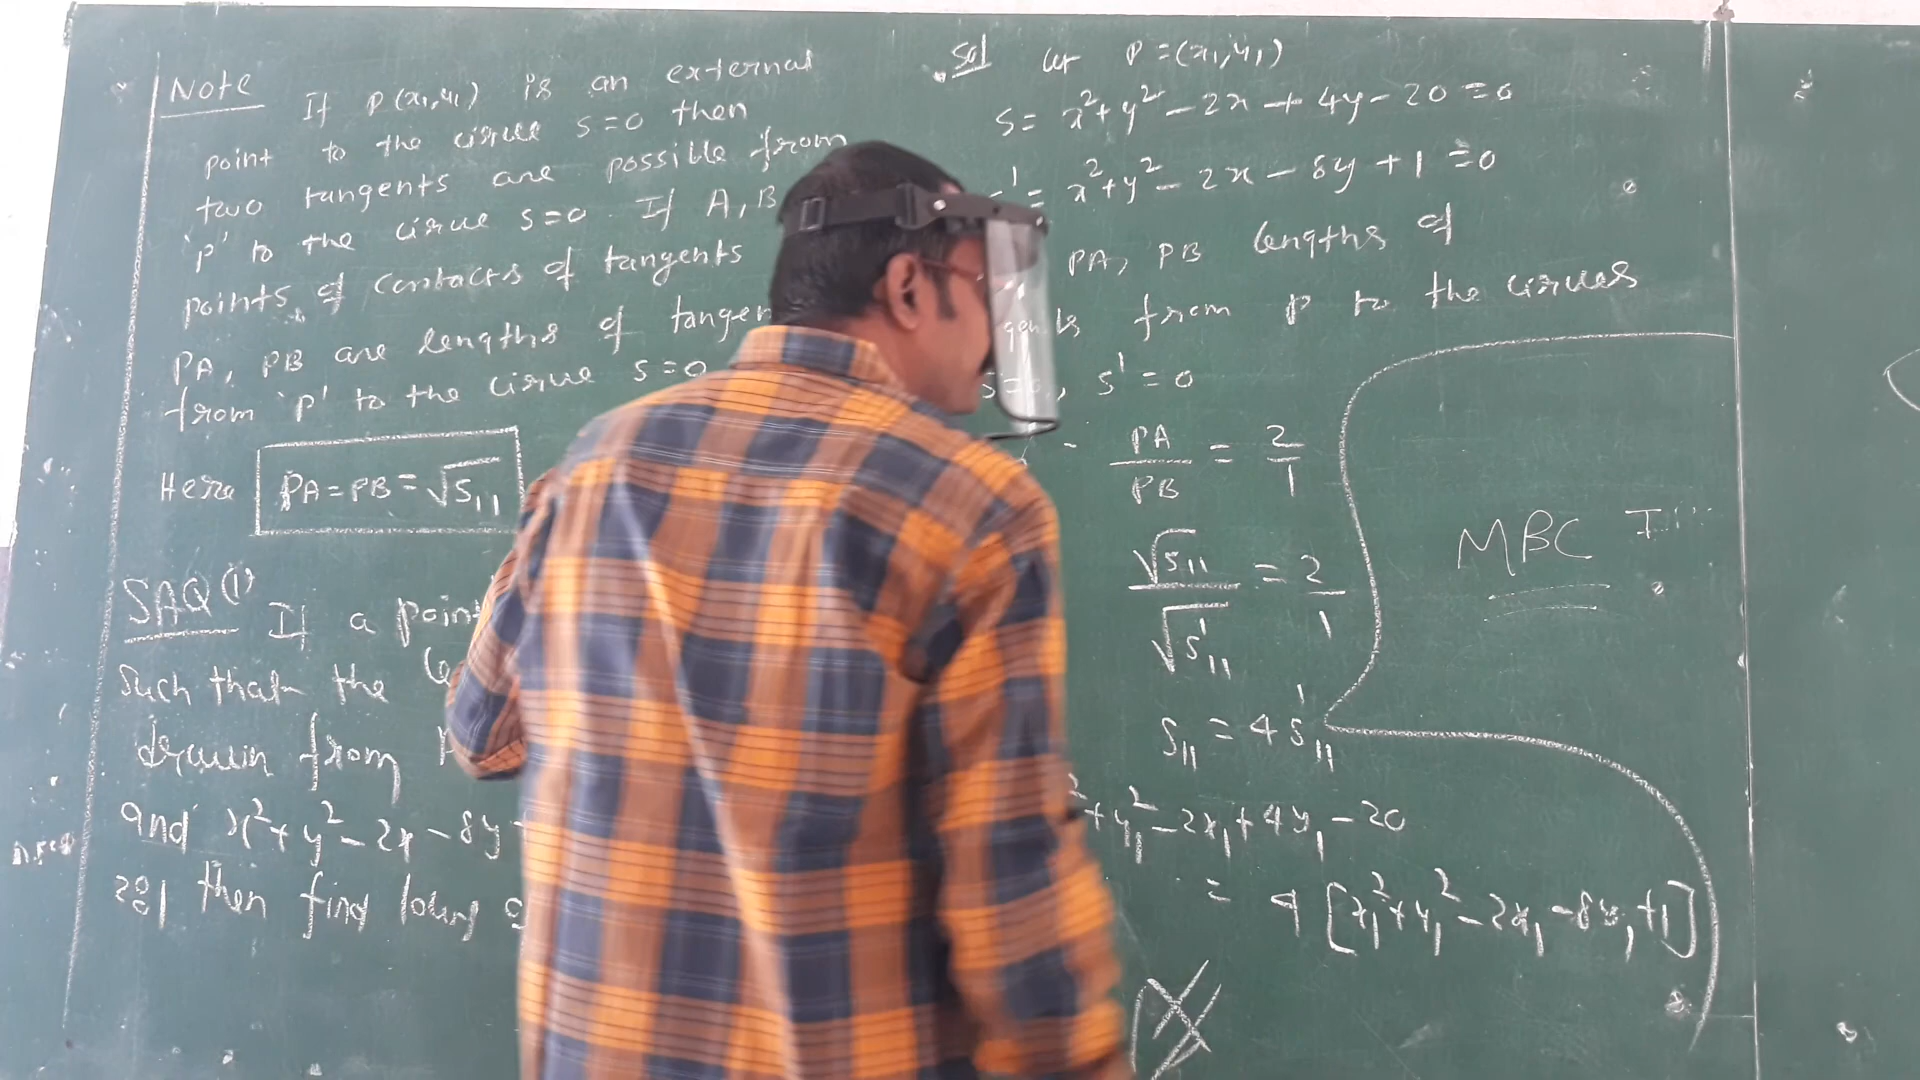 Note If P(x₁,y₁) is an external
point to the circle S=0 then
two tangents are possible from
'P' to the circle S=0. If A, B
points of contacts of tangents
PA, PB are lengths of
from 'P' to the circle S=0
Here PA=PB=√S₁₁
SAQ(1) If a
such that the
drawn from
and x²+y²-2x-8y
2:1 then find
Sol let P=(x₁,y₁)
S= x²+y²-2x+4y-20=0
= x²+y²-2x-8y+1=0
PA, PB lengths of
from P to the circles
S'=0
PA/PB = 2/1
√S₁₁/√S'₁₁ = 2/1
S₁₁=4S'₁₁
+y₁²-2x₁+4y₁-20
= 4[x₁²+y₁²-2x₁-8y₁+1]
MBC